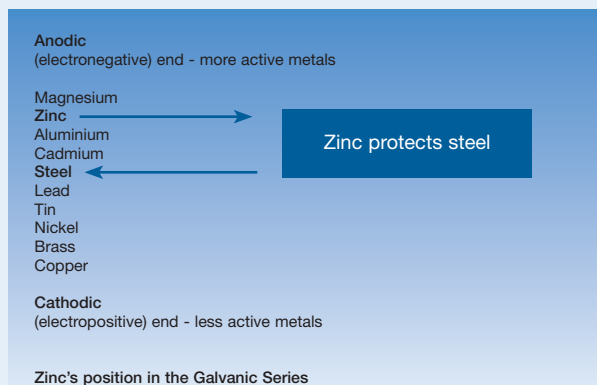 Anodic
(electronegative) end - more active metals
Magnesium
Zinc
Aluminium
Cadmium
Steel
Lead
Tin
Nickel
Brass
Copper
Zinc protects steel
Cathodic
(electropositive) end - less active metals
Zinc's position in the Galvanic Series